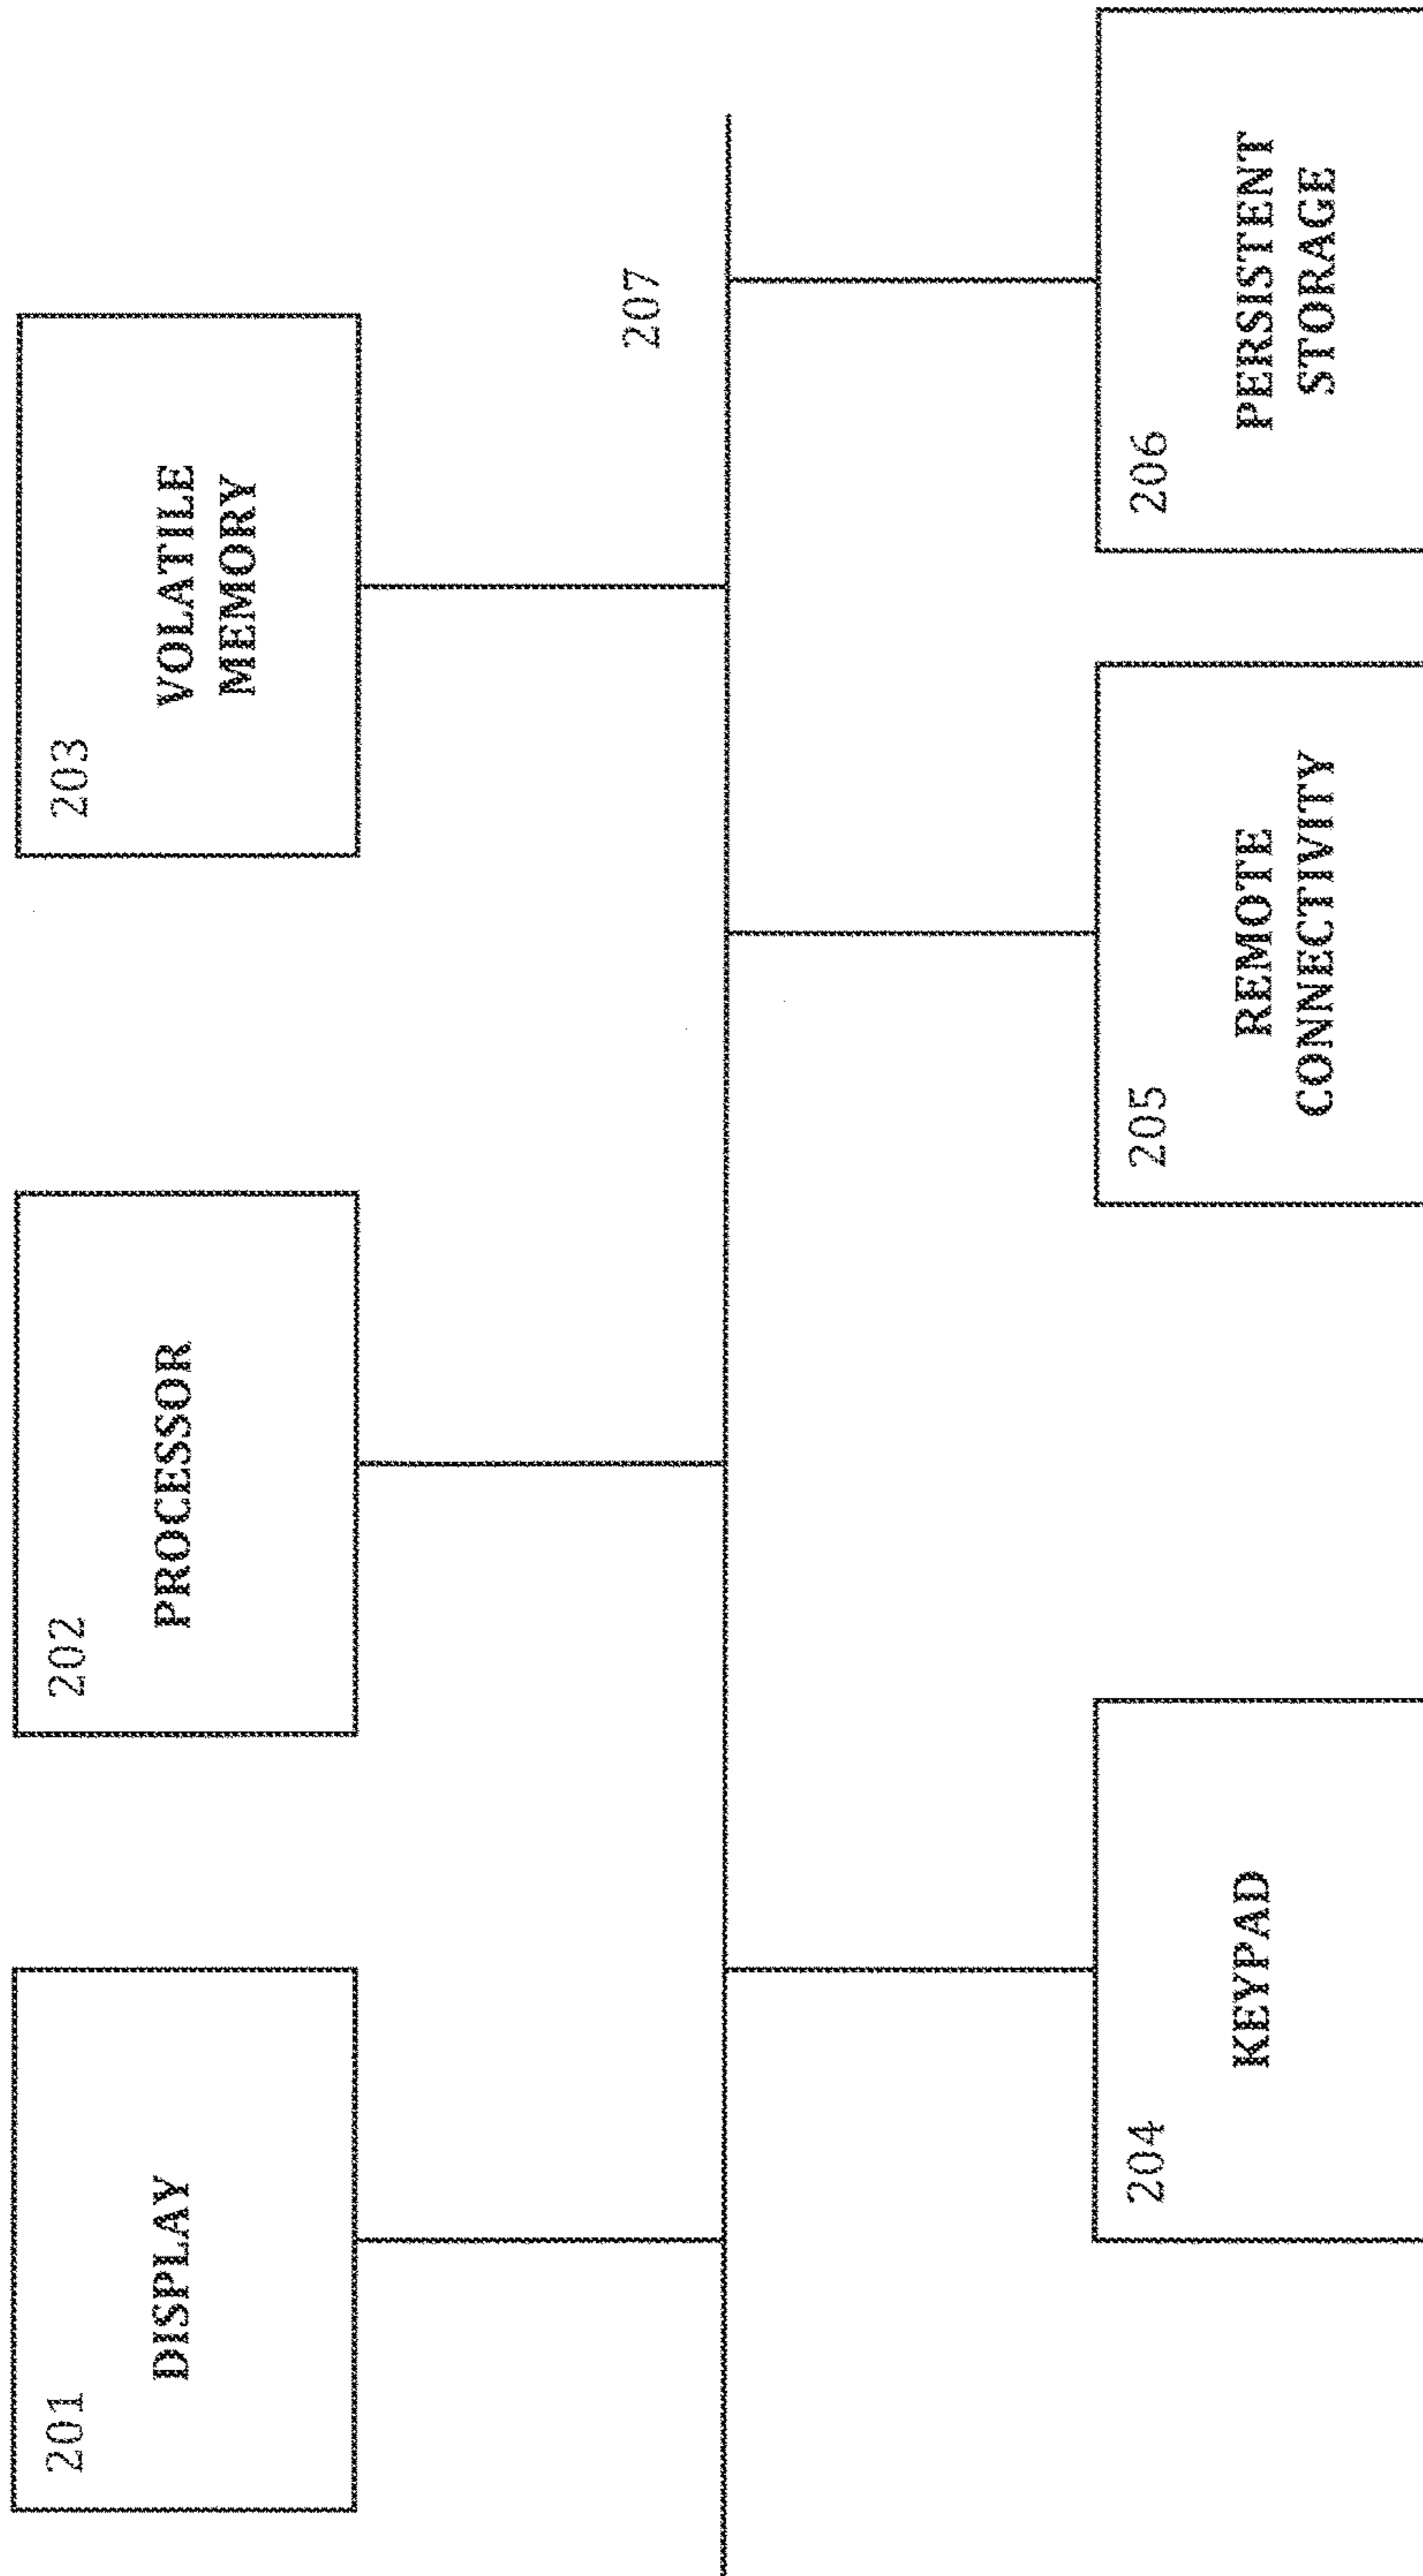 201
DISPLAY
202
PROCESSOR
203
VOLATILE
MEMORY
207
204
KEYPAD
205
REMOTE
CONNECTIVITY
206
PERSISTENT
STORAGE